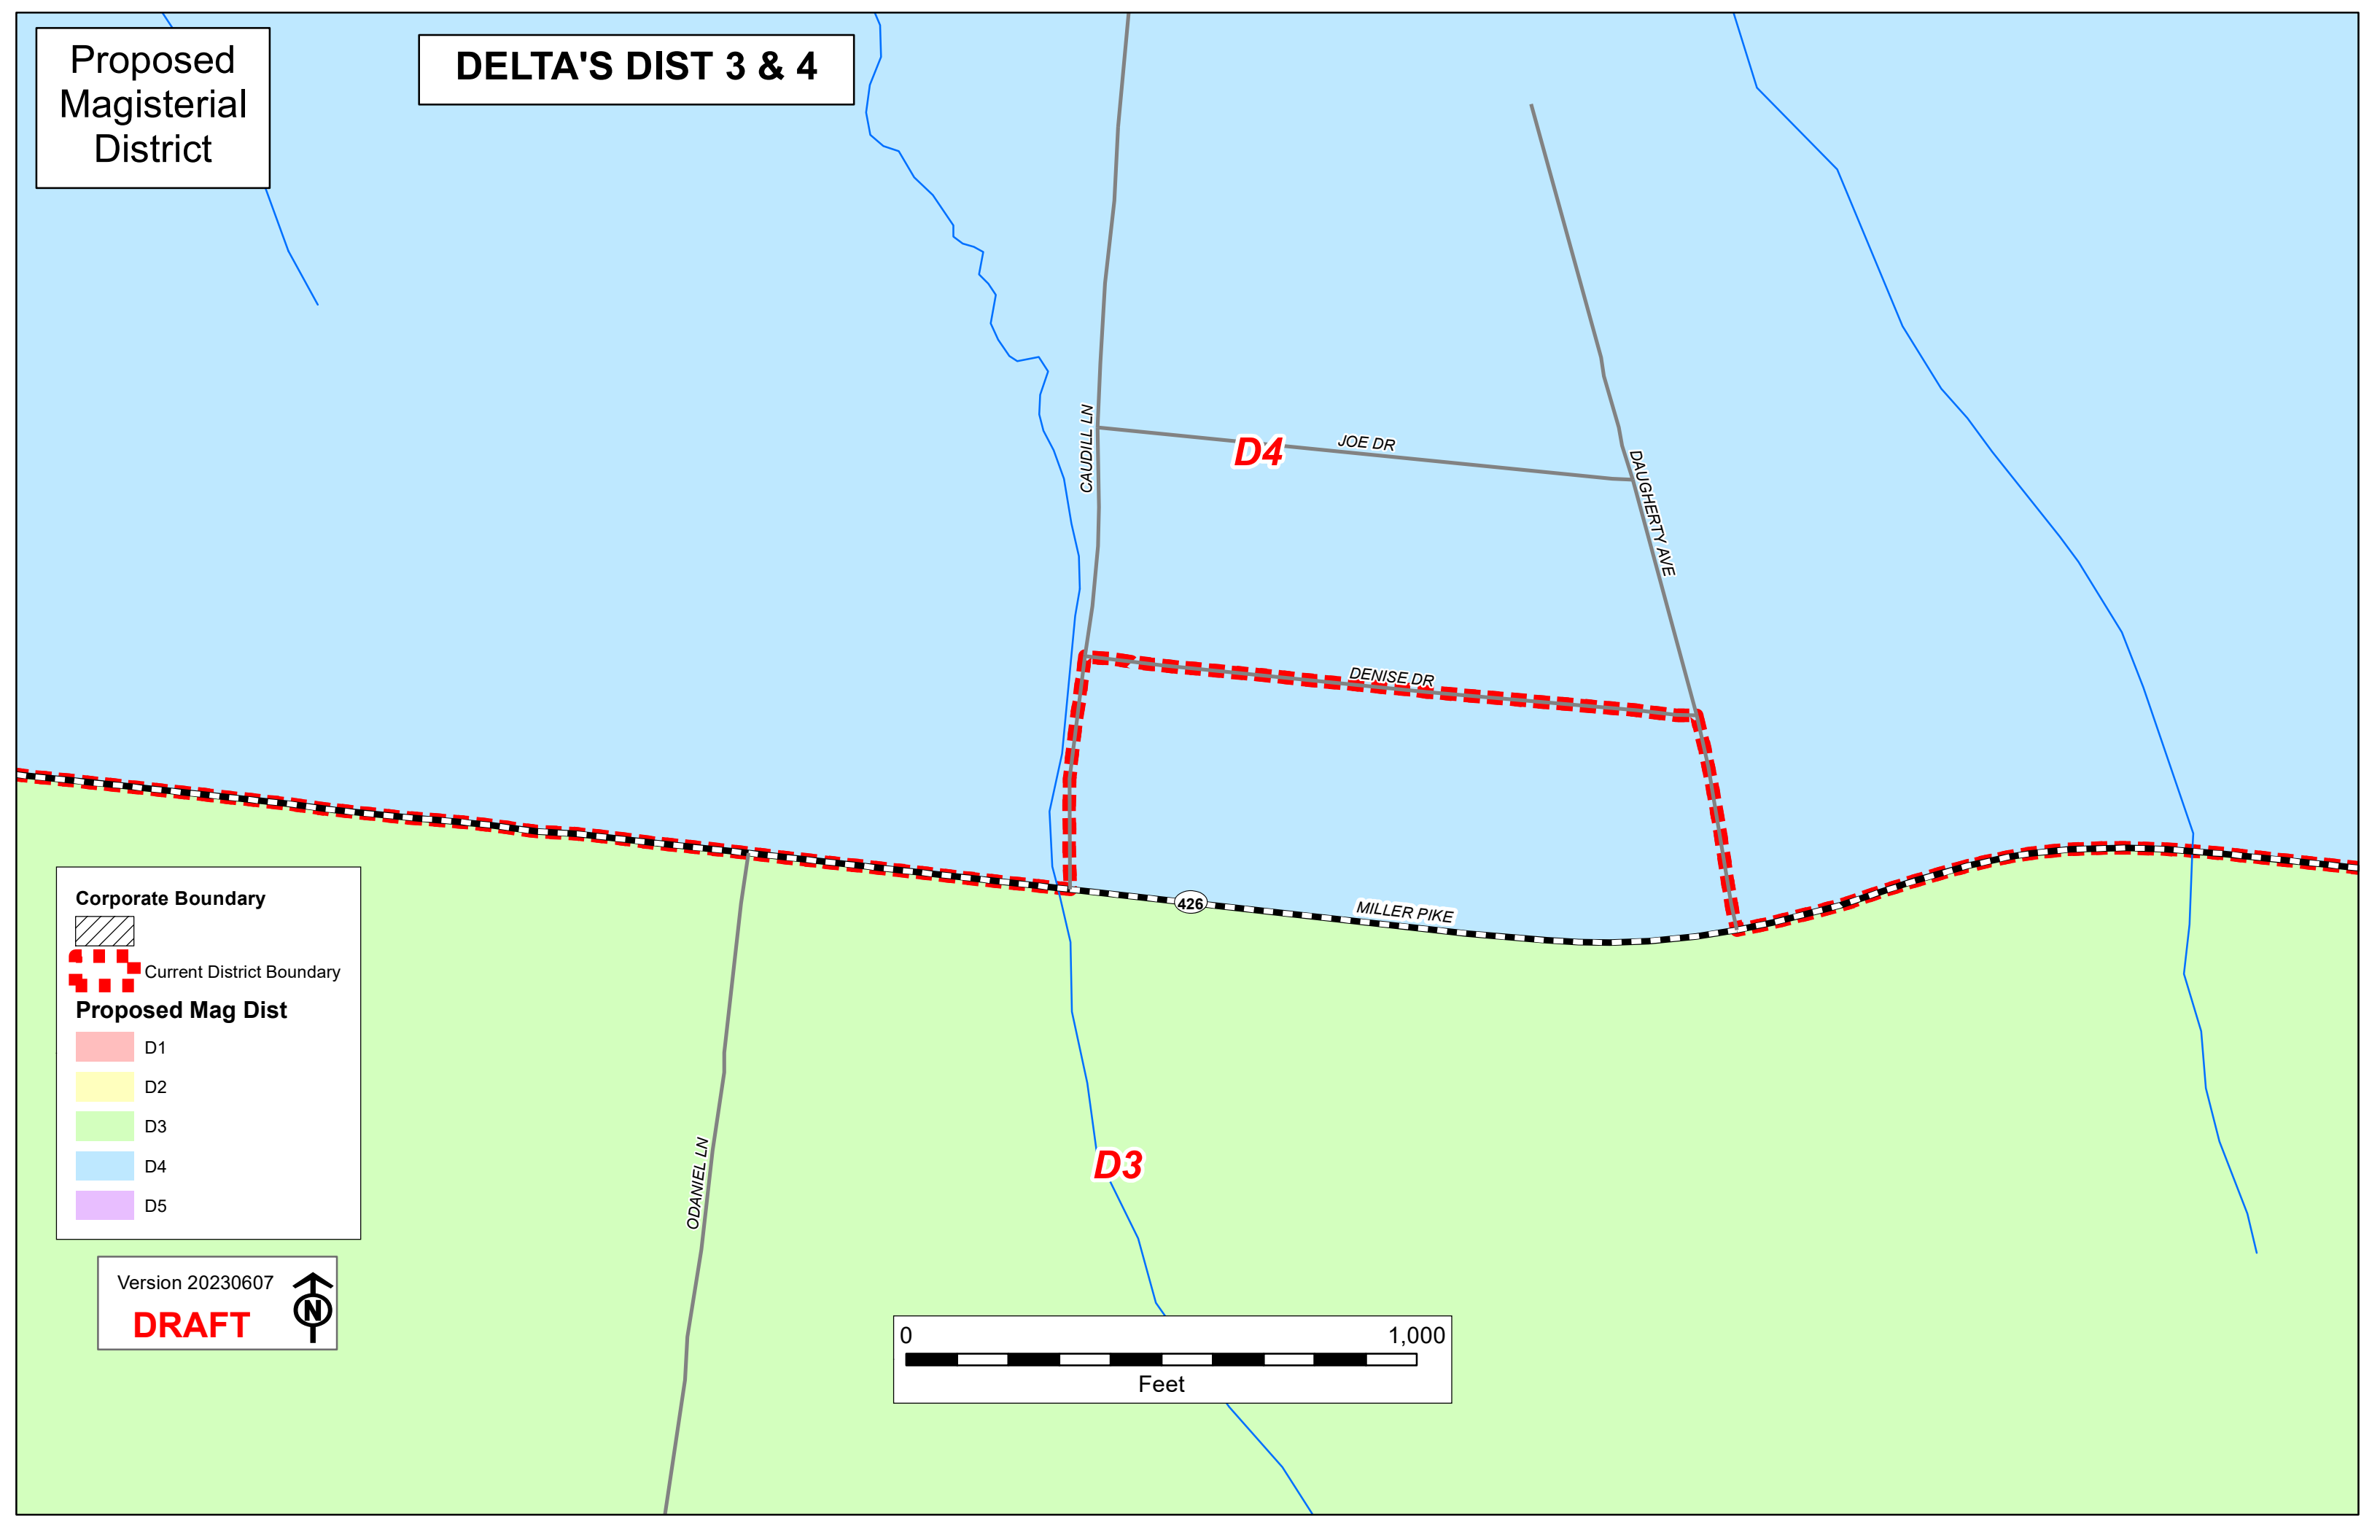 Proposed
Magisterial
District
DELTA'S DIST 3 & 4
CAUDILL LN
D4
JOE DR
DAUGHERTY AVE
DENISE DR
426
MILLER PIKE
Corporate Boundary
Current District Boundary
Proposed Mag Dist
D1
D2
D3
D4
D5
ODANIEL LN
D3
Version 20230607
DRAFT
N
0 1,000
Feet